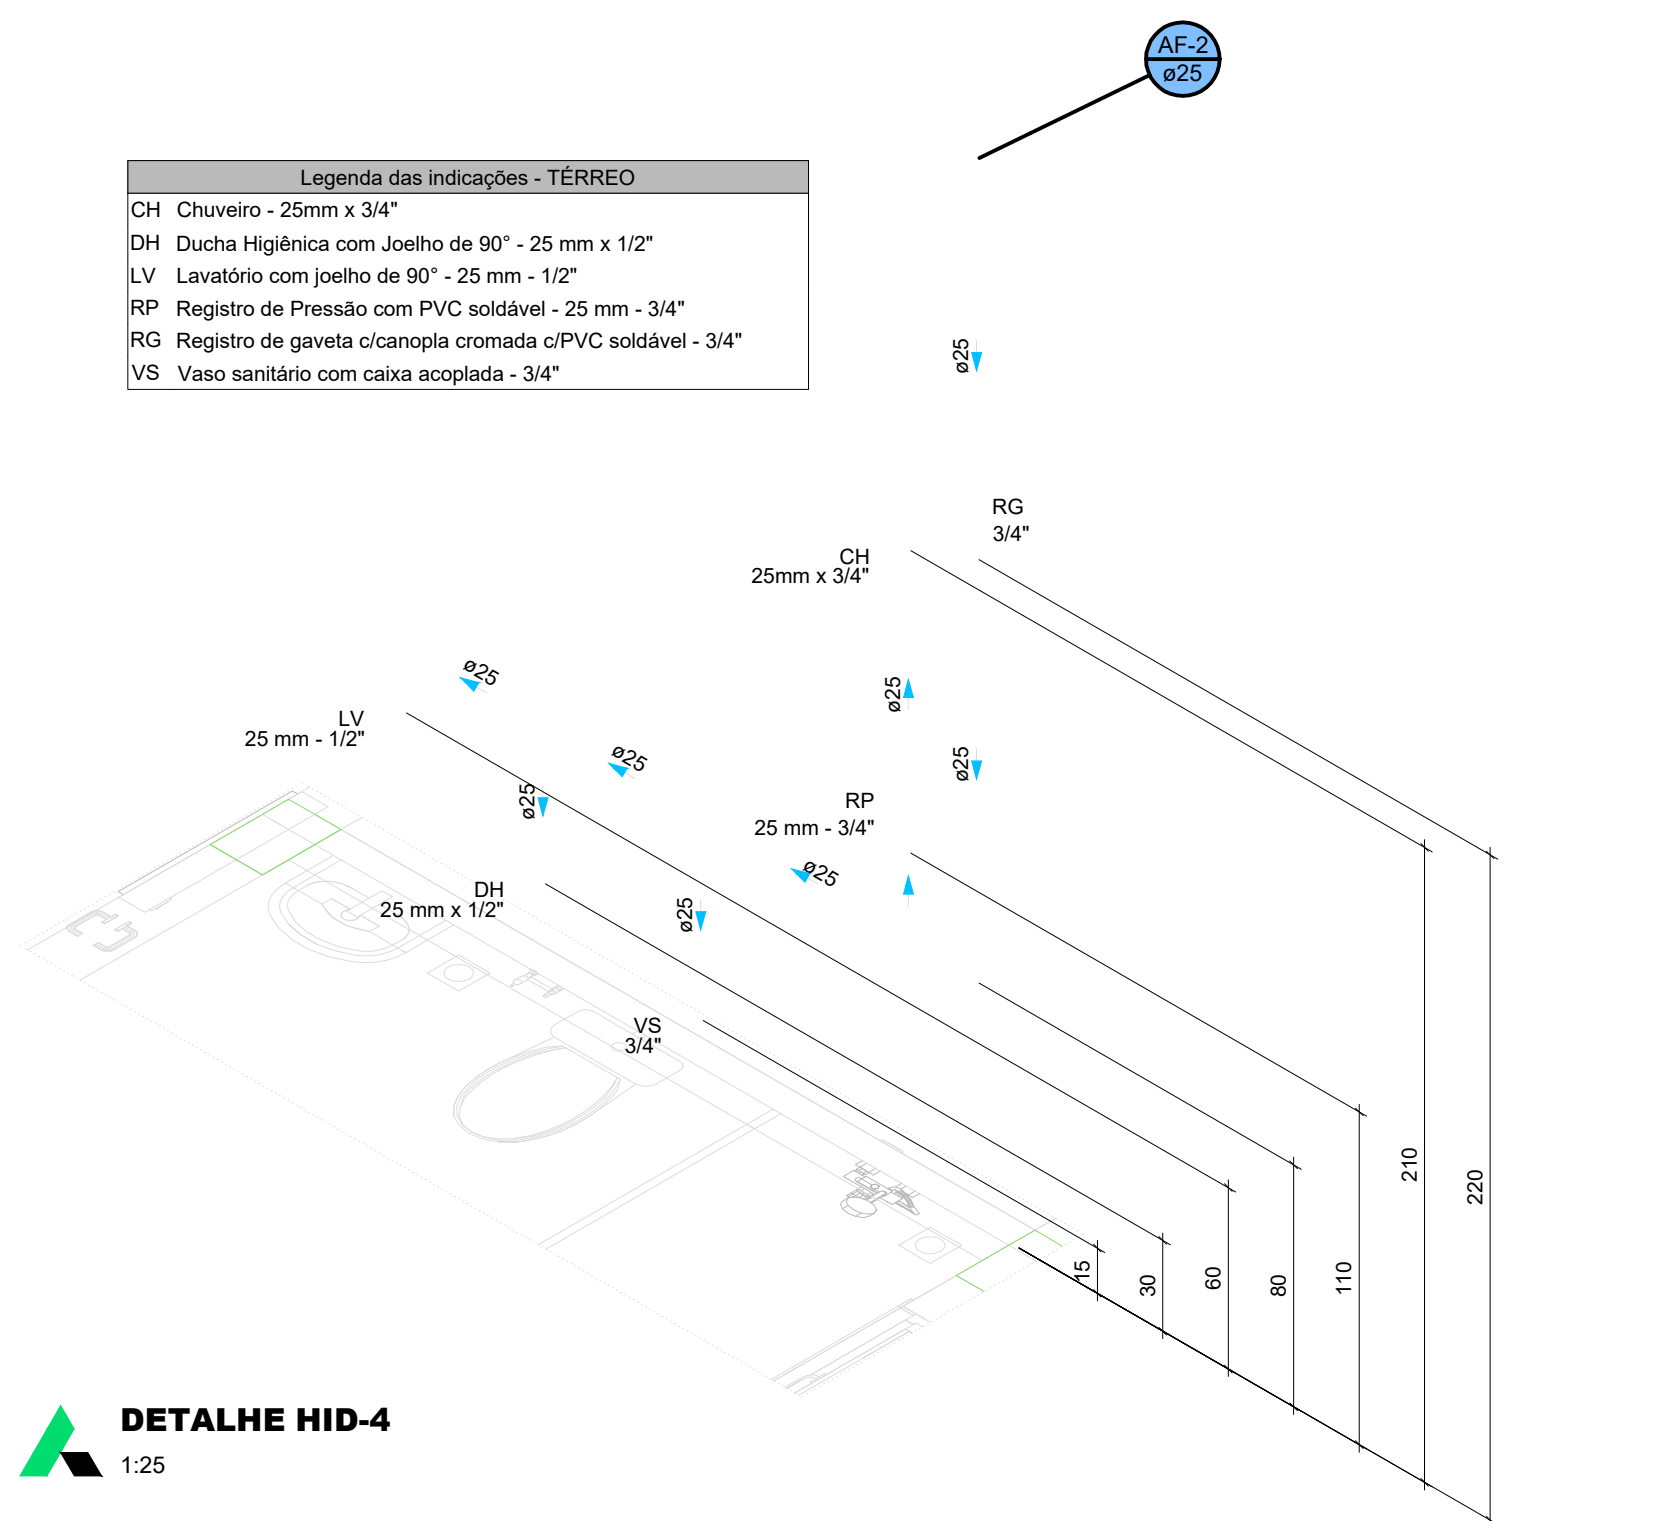 AF-2
ø25
Legenda das indicações - TÉRREO
CH Chuveiro - 25mm x 3/4"
DH Ducha Higiênica com Joelho de 90° - 25 mm x 1/2"
LV Lavatório com joelho de 90° - 25 mm - 1/2"
RP Registro de Pressão com PVC soldável - 25 mm - 3/4"
RG Registro de gaveta c/canopla cromada c/PVC soldável - 3/4"
VS Vaso sanitário com caixa acoplada - 3/4"
ø25
RG
3/4"
CH
25mm x 3/4"
ø25
ø25
LV
25 mm - 1/2"
ø25
ø25
ø25
RP
25 mm - 3/4"
ø25
DH
25 mm x 1/2"
ø25
VS
3/4"
15
30
60
80
110
210
220
DETALHE HID-4
1:25